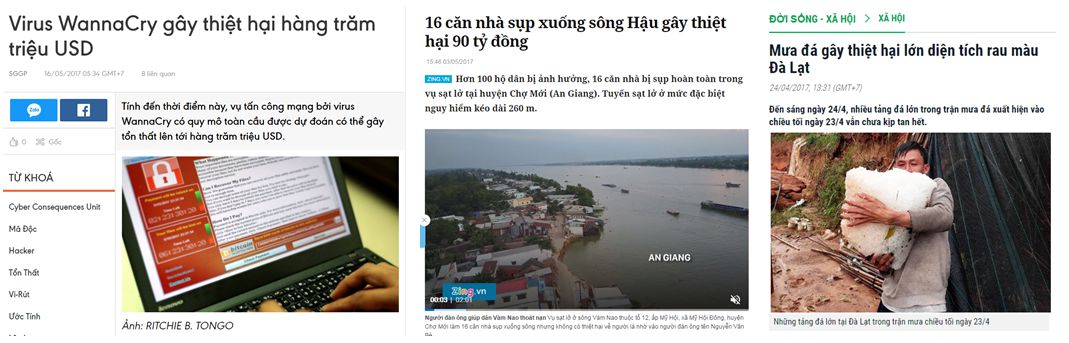 Virus WannaCry gây thiệt hại hàng trăm
triệu USD
SGGP 16/05/2017 05:34 GMT+7 8 liên quan
Zalo
0 Gốc
TỪ KHOÁ
Cyber Consequences Unit
Mã Độc
Hacker
Tổn Thất
Vi-Rút
Ước Tính
Tính đến thời điểm này, vụ tấn công mạng bởi virus
WannaCry có quy mô toàn cầu được dự đoán có thể gây
tổn thất lên tới hàng trăm triệu USD.
Can I Recover My Files?
How Do I Pay?
bitcoin
Ảnh: RITCHIE B. TONGO
16 căn nhà sụp xuống sông Hậu gây thiệt
hại 90 tỷ đồng
15:46 03/05/2017
ZING.VN Hơn 100 hộ dân bị ảnh hưởng, 16 căn nhà bị sụp hoàn toàn trong
vụ sạt lở tại huyện Chợ Mới (An Giang). Tuyến sạt lở ở mức đặc biệt
nguy hiểm kéo dài 260 m.
AN GIANG
Zing.vn
00:03 | 02:01
Người đàn ông giúp dân Vàm Nao thoát nạn Vụ sạt lở ở sông Vàm Nao thuộc tổ 12, ấp Mỹ Hội, xã Mỹ Hội Đông, huyện
Chợ Mới làm 16 căn nhà sụp xuống sông nhưng không có thiệt hại về người là nhờ vào người đàn ông tên Nguyễn Văn
ĐỜI SỐNG - XÃ HỘI > XÃ HỘI
Mưa đá gây thiệt hại lớn diện tích rau màu
Đà Lạt
24/04/2017, 13:31 (GMT+7)
Đến sáng ngày 24/4, nhiều tảng đá lớn trong trận mưa đá xuất hiện vào
chiều tối ngày 23/4 vẫn chưa kịp tan hết.
Những tảng đá lớn tại Đà Lạt trong trận mưa chiều tối ngày 23/4